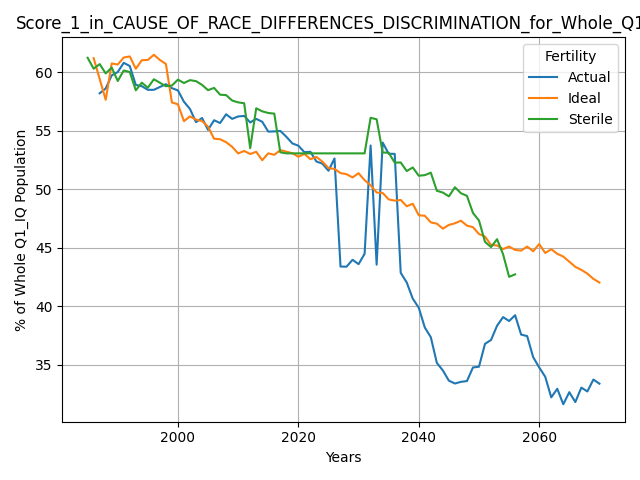 Score_1_in_CAUSE_OF_RACE_DIFFERENCES_DISCRIMINATION_for_Whole_Q1
Fertility
Actual
Ideal
Sterile
% of Whole Q1_IQ Population
60
55
50
45
40
35
2000
2020
2040
2060
Years